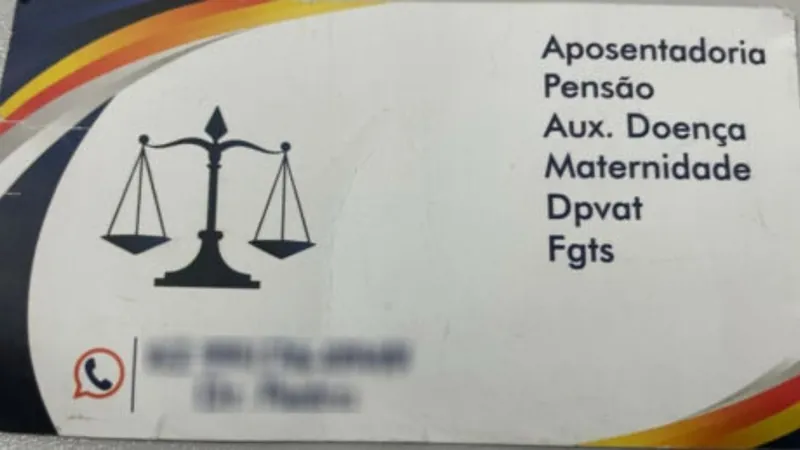 Aposentadoria
Pensão
Aux. Doença
Maternidade
Dpvat
Fgts